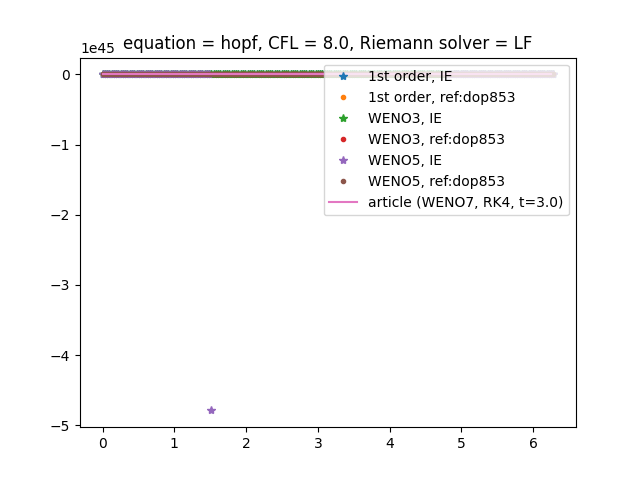 equation = hopf, CFL = 8.0, Riemann solver = LF
1e45
0
−1
−2
−3
−4
−5
1st order, IE
1st order, ref:dop853
WENO3, IE
WENO3, ref:dop853
WENO5, IE
WENO5, ref:dop853
article (WENO7, RK4, t=3.0)
0 1 2 3 4 5 6